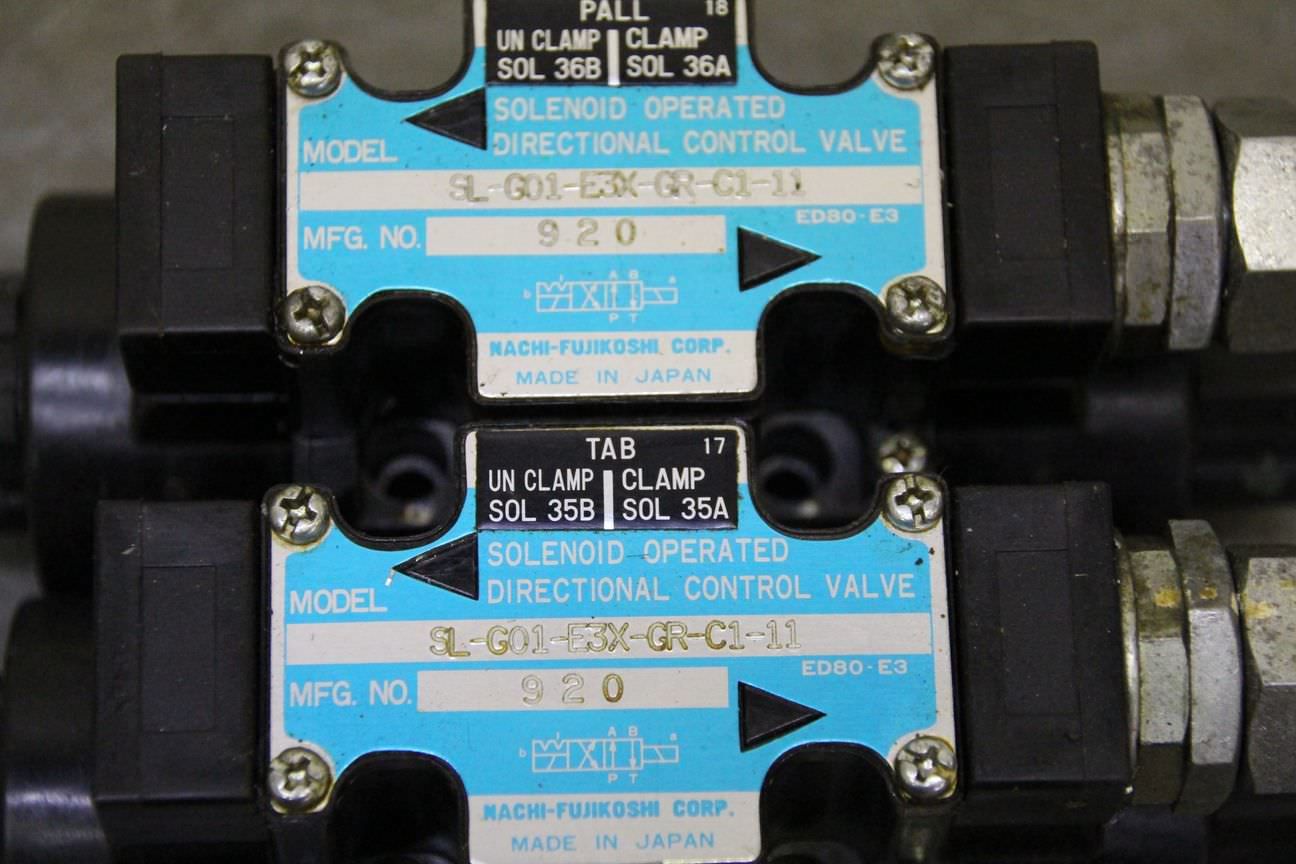 PALL 18
UN CLAMP CLAMP
SOL 36B SOL 36A
SOLENOID OPERATED
DIRECTIONAL CONTROL VALVE
MODEL
SL-G01-E3X-GR-C1-11
ED80-E3
MFG. NO. 920
A B
b a
P T
NACHI-FUJIKOSHI CORP.
MADE IN JAPAN
TAB 17
UN CLAMP CLAMP
SOL 35B SOL 35A
SOLENOID OPERATED
DIRECTIONAL CONTROL VALVE
MODEL
SL-G01-E3X-GR-C1-11
ED80-E3
MFG. NO. 920
A B
b a
P T
NACHI-FUJIKOSHI CORP.
MADE IN JAPAN